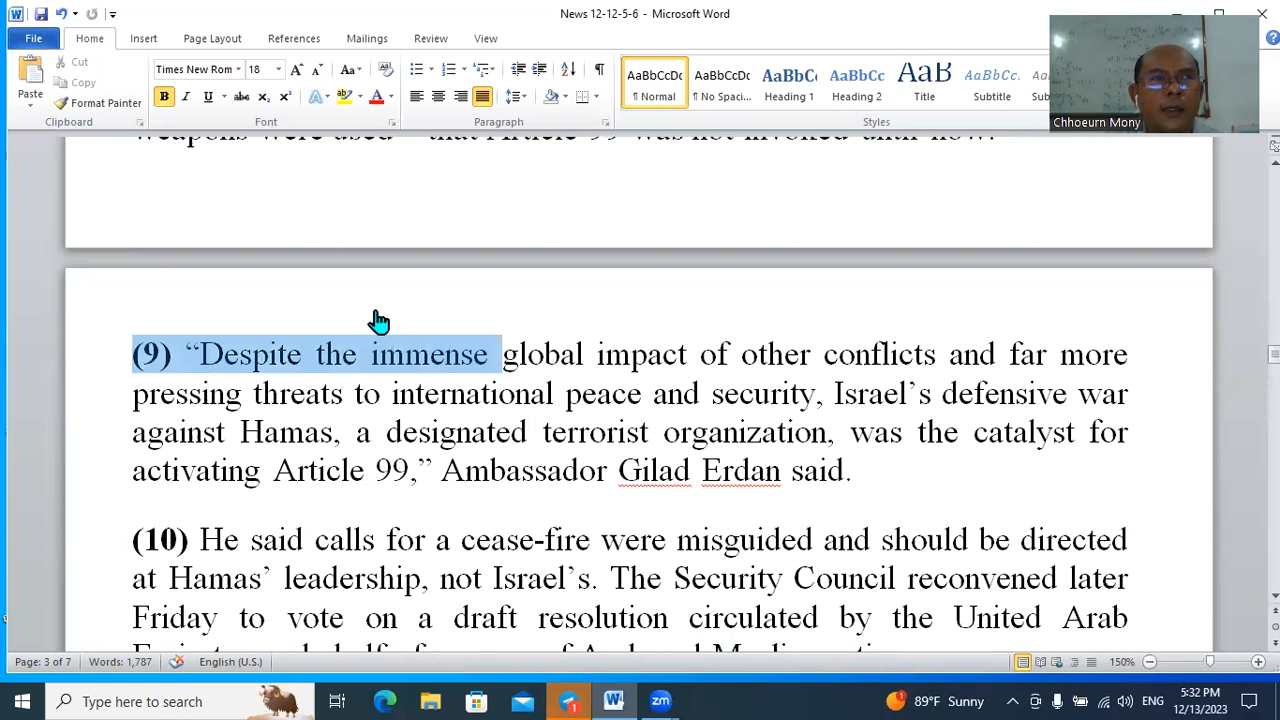 News 12-12-5-6 - Microsoft Word
File Home Insert Page Layout References Mailings Review View
Paste
Cut
Copy
Format Painter
Clipboard
Times New Rom 18
B I U abc
Font
Paragraph
AaBbCcDc AaBbCcDc AaBbC AaBbCc AaB AaBbCc
¶ Normal ¶ No Spaci... Heading 1 Heading 2 Title Subtitle
Styles
Chhoeurn Mony
(9) “Despite the immense global impact of other conflicts and far more
pressing threats to international peace and security, Israel’s defensive war
against Hamas, a designated terrorist organization, was the catalyst for
activating Article 99,” Ambassador Gilad Erdan said.
(10) He said calls for a cease-fire were misguided and should be directed
at Hamas’ leadership, not Israel’s. The Security Council reconvened later
Friday to vote on a draft resolution circulated by the United Arab
Page: 3 of 7 Words: 1,787 English (U.S.) 150%
Type here to search
89°F Sunny
ENG
5:32 PM
12/13/2023